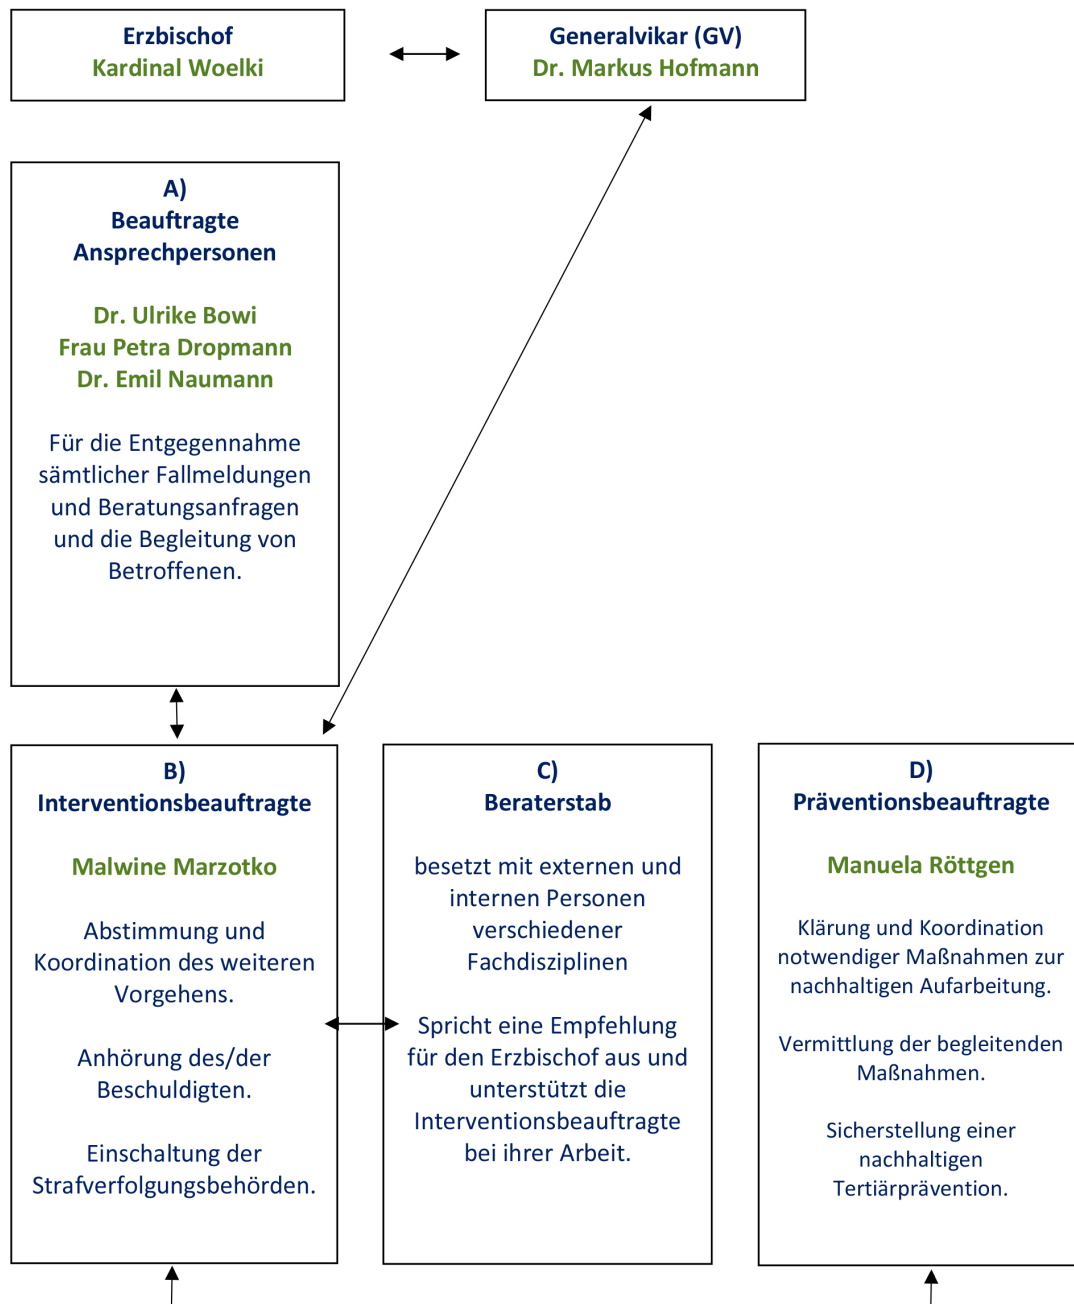 Erzbischof
Kardinal Woelki
Generalvikar (GV)
Dr. Markus Hofmann
A)
Beauftragte
Ansprechpersonen
Dr. Ulrike Bowi
Frau Petra Dropmann
Dr. Emil Naumann
Für die Entgegennahme
sämtlicher Fallmeldungen
und Beratungsanfragen
und die Begleitung von
Betroffenen.
B)
Interventionsbeauftragte
Malwine Marzotko
Abstimmung und
Koordination des weiteren
Vorgehens.
Anhörung des/der
Beschuldigten.
Einschaltung der
Strafverfolgungsbehörden.
C)
Beraterstab
besetzt mit externen und
internen Personen
verschiedener
Fachdisziplinen
Spricht eine Empfehlung
für den Erzbischof aus und
unterstützt die
Interventionsbeauftragte
bei ihrer Arbeit.
D)
Präventionsbeauftragte
Manuela Röttgen
Klärung und Koordination
notwendiger Maßnahmen zur
nachhaltigen Aufarbeitung.
Vermittlung der begleitenden
Maßnahmen.
Sicherstellung einer
nachhaltigen
Tertiärprävention.